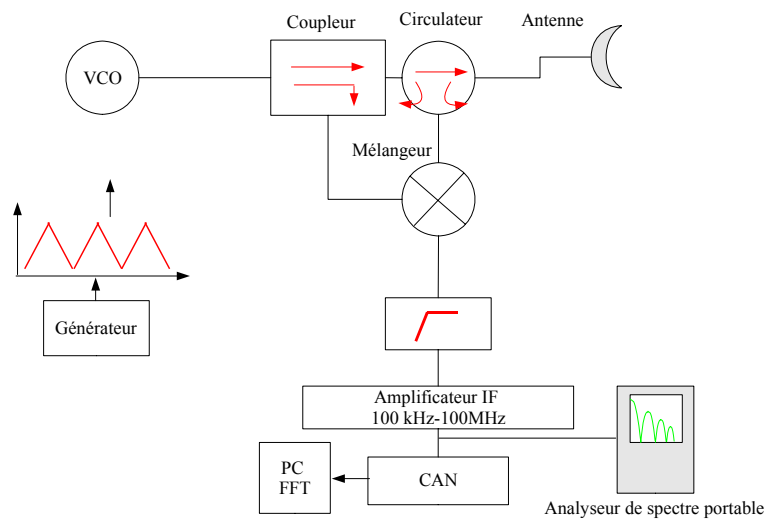 Coupleur
Circulateur
Antenne
VCO
Mélangeur
Générateur
Amplificateur IF
100 kHz-100MHz
PC
FFT
CAN
Analyseur de spectre portable